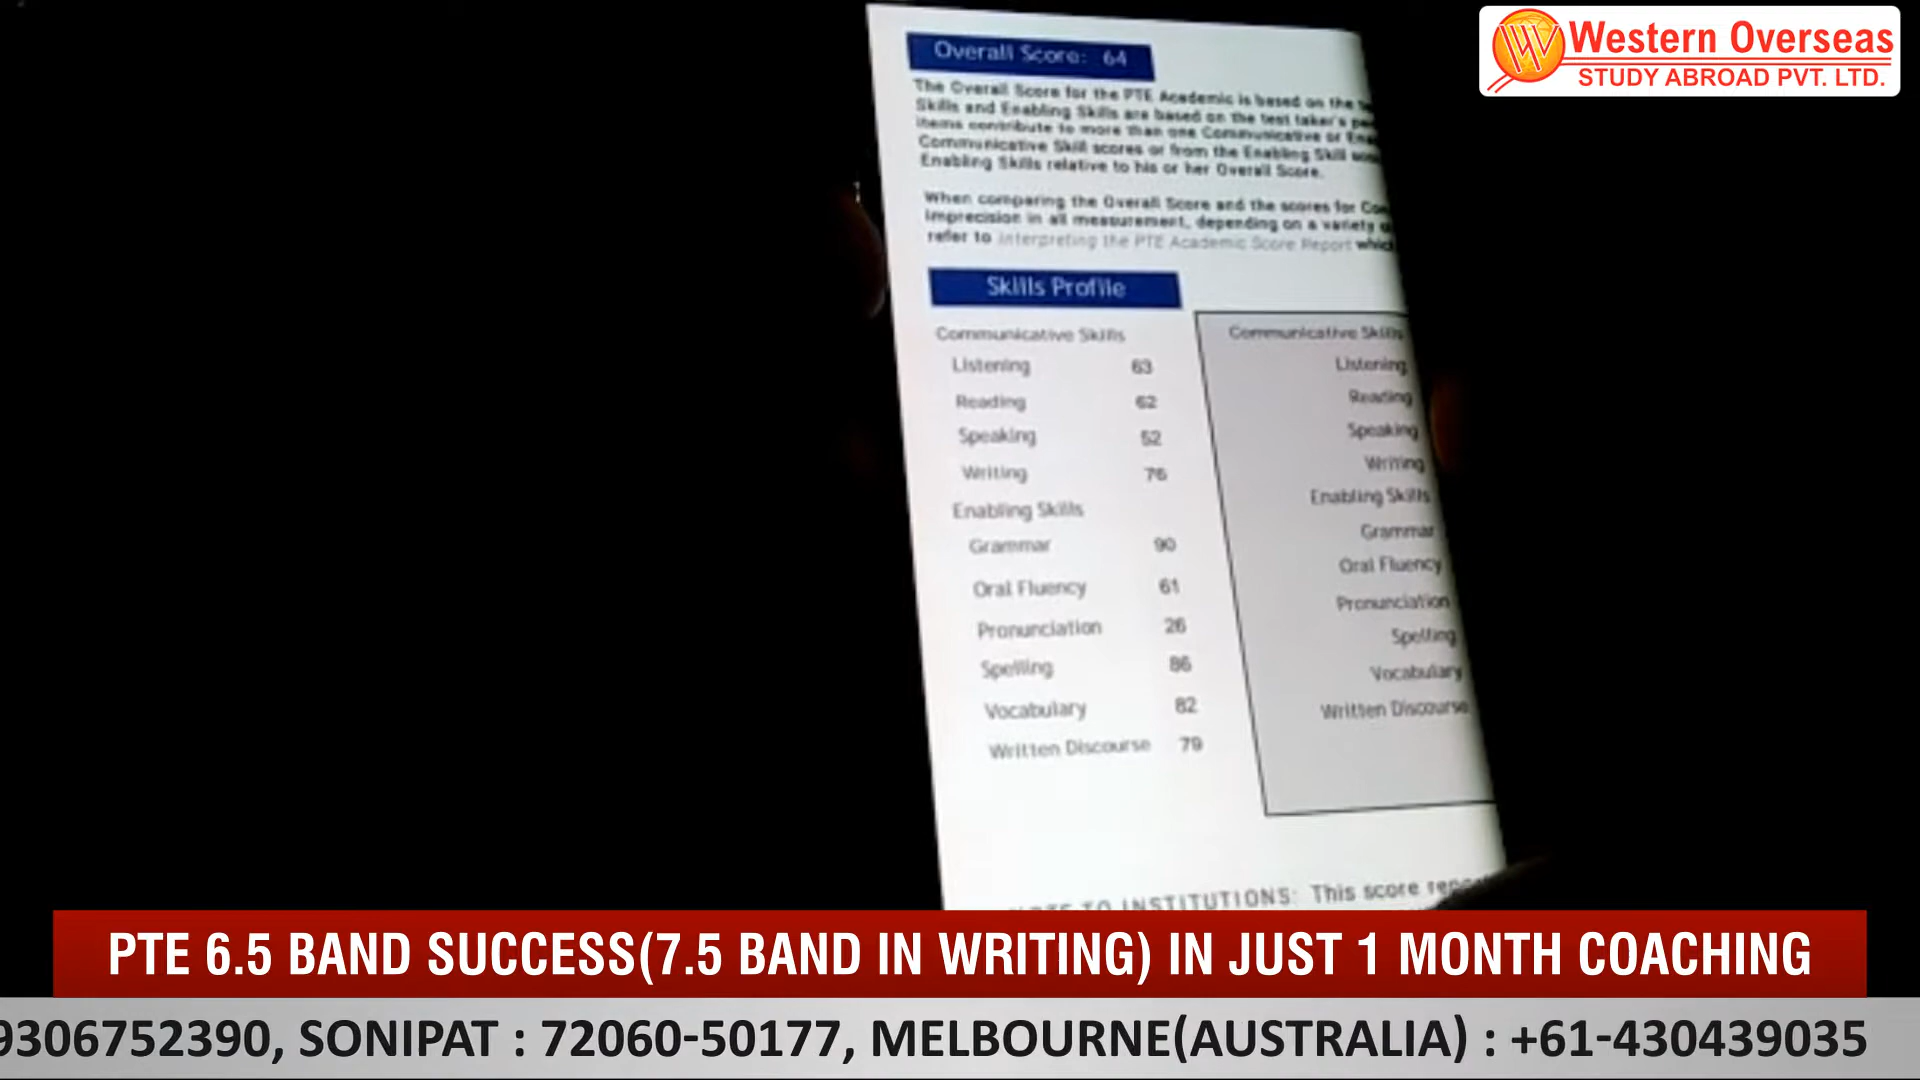 Western Overseas
STUDY ABROAD PVT. LTD.
Overall Score: 64
The Overall Score for the PTE Academic is based on the
Skills and Enabling Skills are based on the test taker's
items contribute to more than one Communicative or
Communicative Skill scores or from the Enabling Skill
Enabling Skills relative to his or her Overall Score.
When comparing the Overall Score and the scores for
imprecision in all measurement, depending on a variety
refer to Interpreting the PTE Academic Score Report
Skills Profile
Communicative Skills
Listening 63
Reading 62
Speaking 52
Writing 76
Enabling Skills
Grammar 90
Oral Fluency 61
Pronunciation 26
Spelling 86
Vocabulary 82
Written Discourse 79
Communicative Skills
Listening
Reading
Speaking
Writing
Enabling Skills
Grammar
Oral Fluency
Pronunciation
Spelling
Vocabulary
Written Discourse
TO INSTITUTIONS: This score
PTE 6.5 BAND SUCCESS(7.5 BAND IN WRITING) IN JUST 1 MONTH COACHING
9306752390, SONIPAT : 72060-50177, MELBOURNE(AUSTRALIA) : +61-430439035